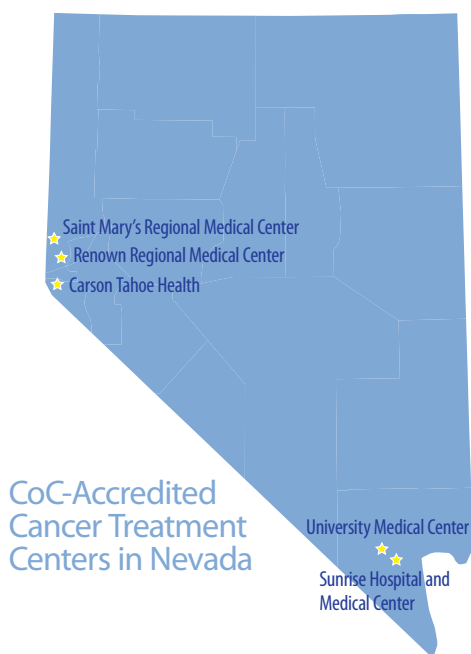 Saint Mary's Regional Medical Center
Renown Regional Medical Center
Carson Tahoe Health
CoC-Accredited
Cancer Treatment
Centers in Nevada
University Medical Center
Sunrise Hospital and
Medical Center